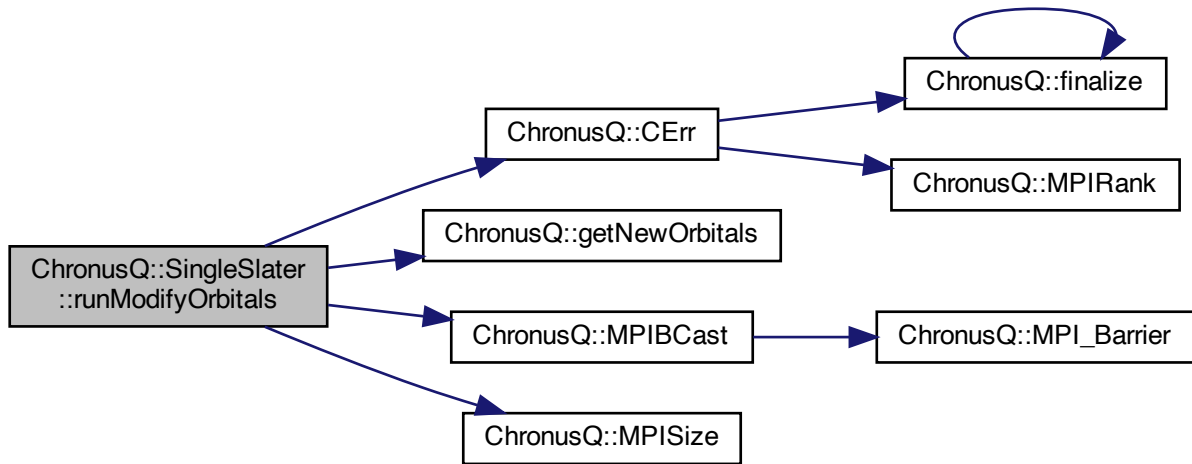 ChronusQ::finalize
ChronusQ::CErr
ChronusQ::MPIRank
ChronusQ::getNewOrbitals
ChronusQ::SingleSlater
::runModifyOrbitals
ChronusQ::MPIBCast
ChronusQ::MPI_Barrier
ChronusQ::MPISize